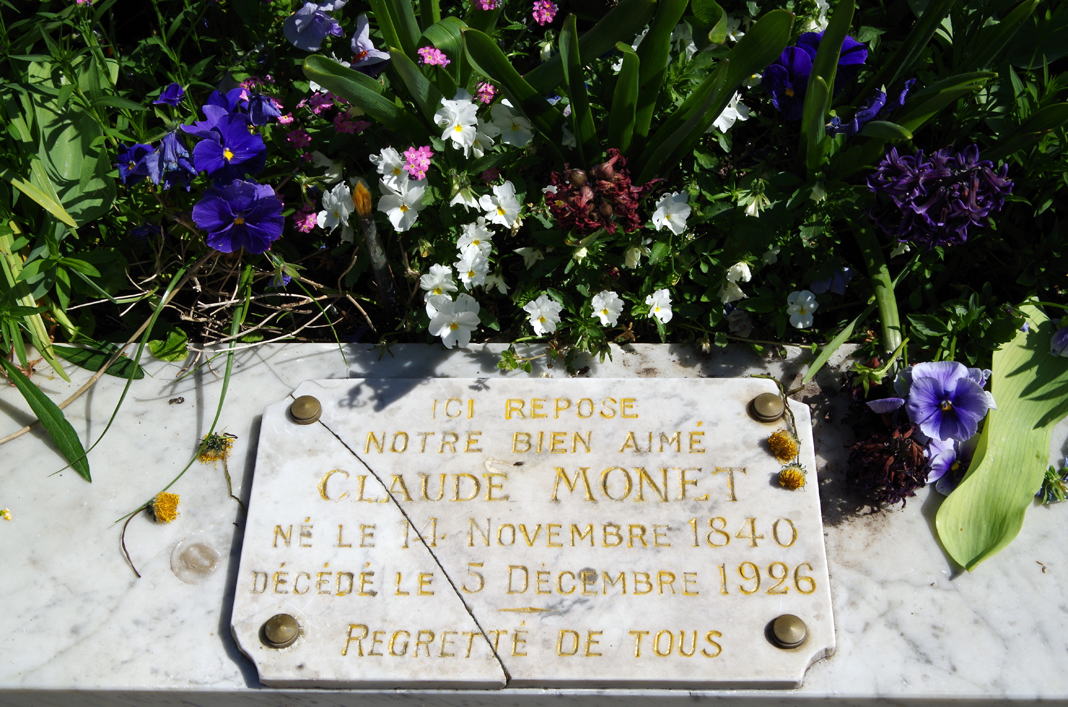 ICI REPOSE
NOTRE BIEN AIMÉ
CLAUDE MONET
NÉ LE 14 NOVEMBRE 1840
DÉCÉDÉ LE 5 DÉCEMBRE 1926
REGRETTÉ DE TOUS